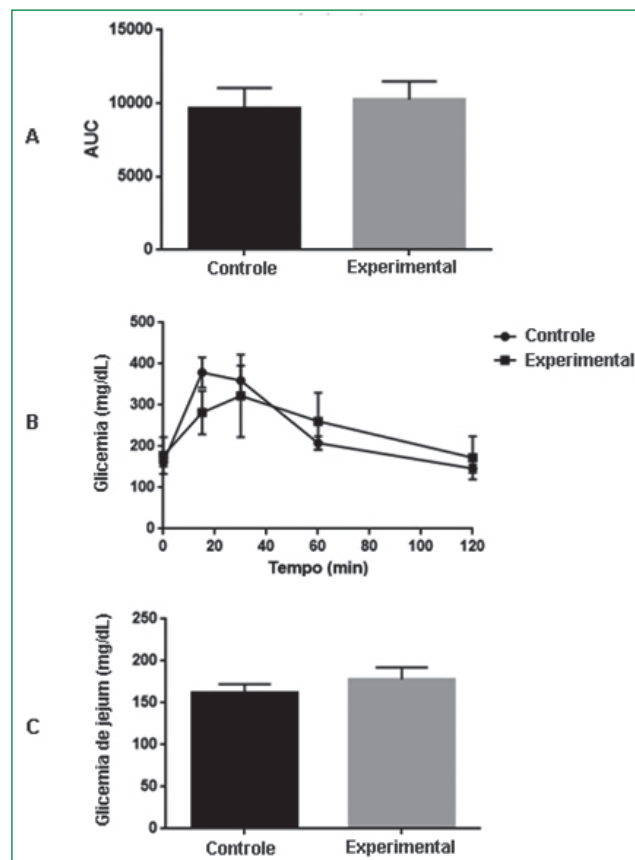 15000
10000
5000
0
AUC
A
Controle
Experimental
500
400
300
200
100
0
Glicemia (mg/dL)
B
Controle
Experimental
0
20
40
60
80
100
120
Tempo (min)
250
200
150
100
50
0
Glicemia de jejum (mg/dL)
C
Controle
Experimental